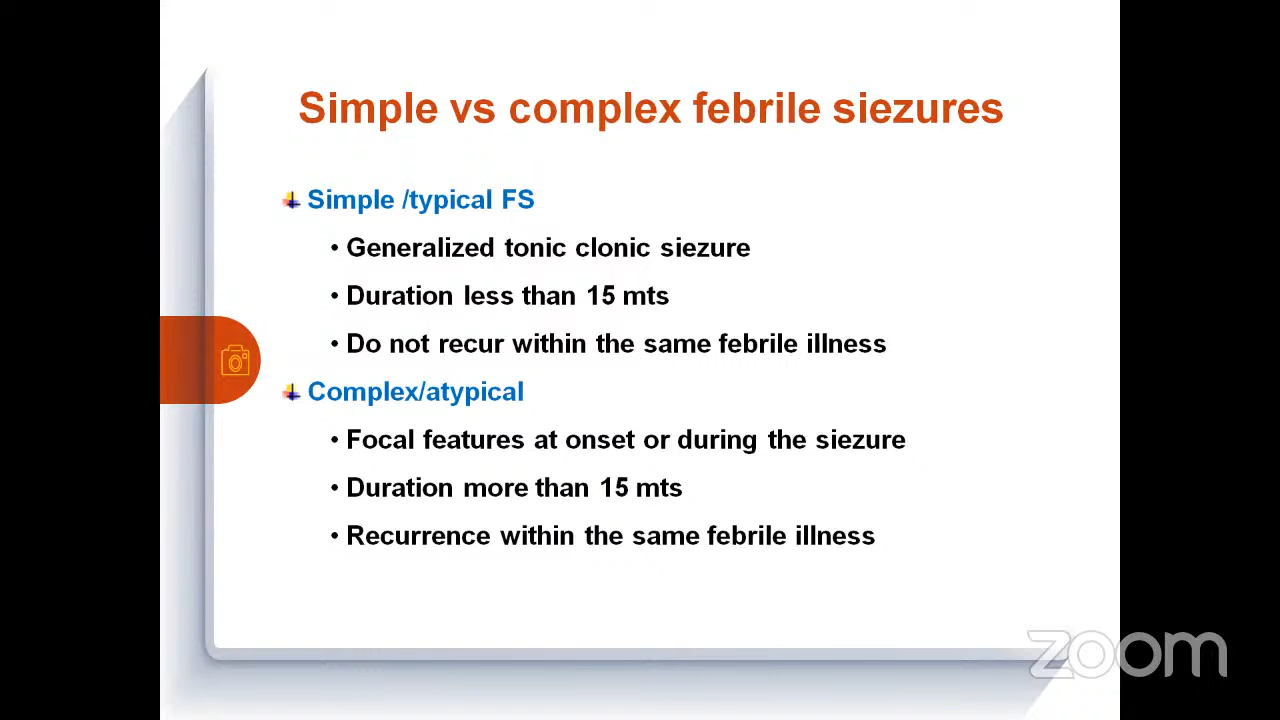 Simple vs complex febrile siezures
Simple /typical FS
• Generalized tonic clonic siezure
• Duration less than 15 mts
• Do not recur within the same febrile illness
Complex/atypical
• Focal features at onset or during the siezure
• Duration more than 15 mts
• Recurrence within the same febrile illness
zoom